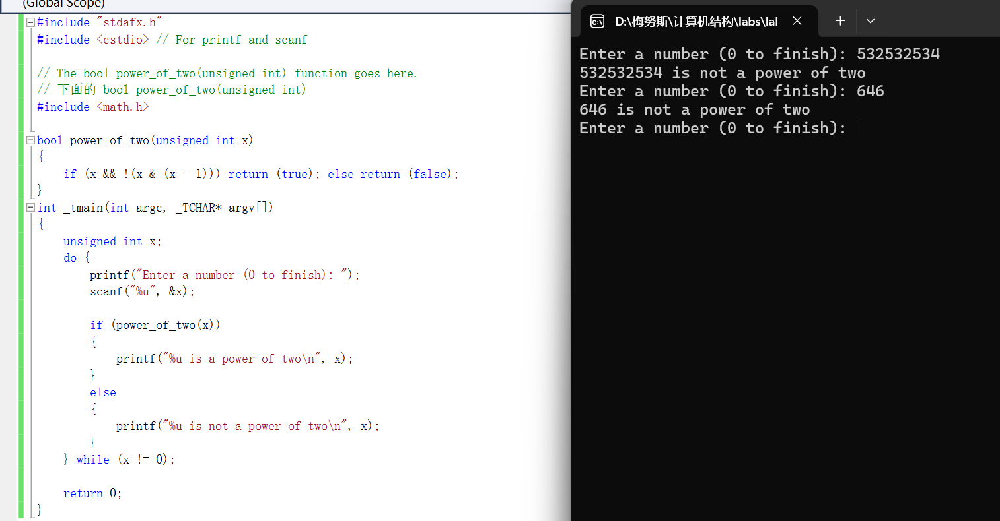 (Global Scope)
#include "stdafx.h"
#include <cstdio> // For printf and scanf
// The bool power_of_two(unsigned int) function goes here.
// 下面的 bool power_of_two(unsigned int)
#include <math.h>
bool power_of_two(unsigned int x)
{
if (x && !(x & (x - 1))) return (true); else return (false);
}
int _tmain(int argc, _TCHAR* argv[])
{
unsigned int x;
do {
printf("Enter a number (0 to finish): ");
scanf("%u", &x);
if (power_of_two(x))
{
printf("%u is a power of two\n", x);
}
else
{
printf("%u is not a power of two\n", x);
}
} while (x != 0);
return 0;
}
D:\梅努斯\计算机结构\labs\lal
Enter a number (0 to finish): 532532534
532532534 is not a power of two
Enter a number (0 to finish): 646
646 is not a power of two
Enter a number (0 to finish):